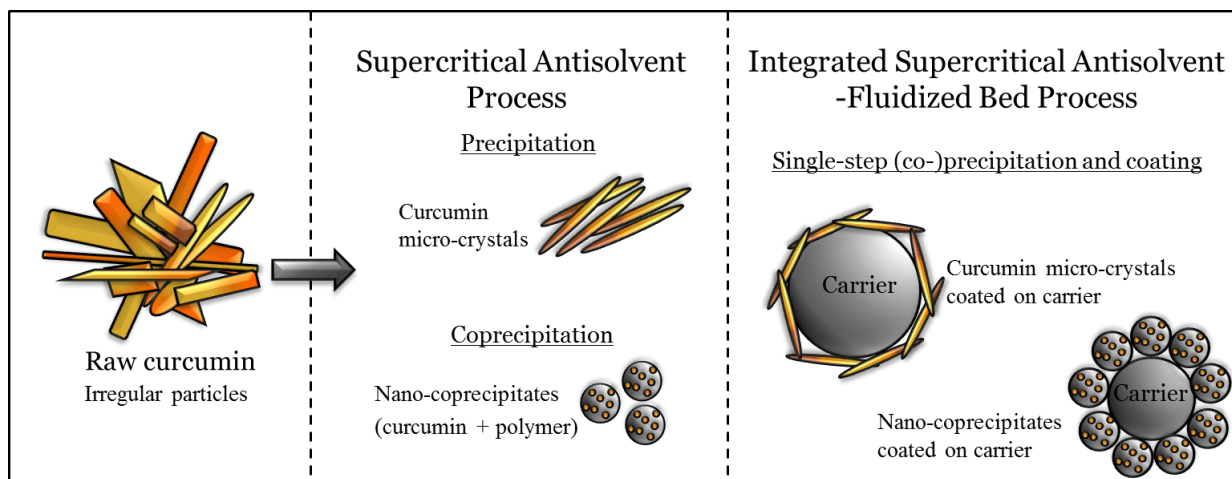 Raw curcumin
Irregular particles
Supercritical Antisolvent
Process
Precipitation
Curcumin
micro-crystals
Coprecipitation
Nano-coprecipitates
(curcumin + polymer)
Integrated Supercritical Antisolvent
-Fluidized Bed Process
Single-step (co-)precipitation and coating
Carrier
Curcumin micro-crystals
coated on carrier
Carrier
Nano-coprecipitates
coated on carrier